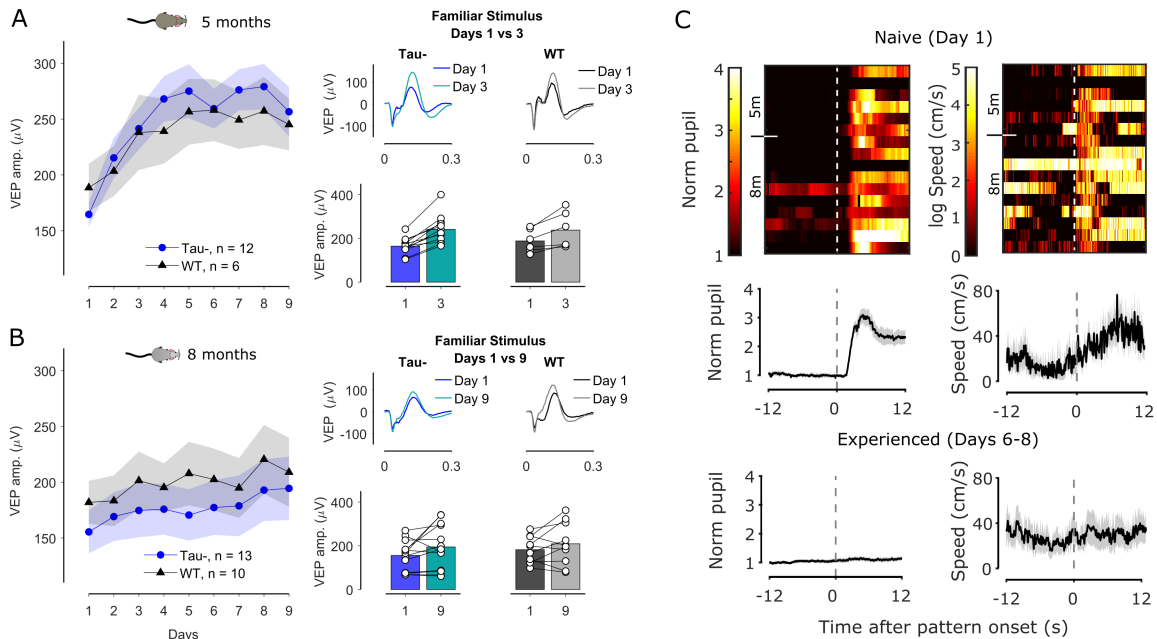 A
5 months
300
250
200
150
VEP amp. (µV)
Tau-, n = 12
WT, n = 6
1 2 3 4 5 6 7 8 9
Familiar Stimulus
Days 1 vs 3
Tau-
WT
Day 1
Day 3
Day 1
Day 3
VEP (µV)
100
0
-100
0 0.3
0 0.3
VEP amp. (µV)
400
200
0
1 3
1 3
B
8 months
300
250
200
150
VEP amp. (µV)
Tau-, n = 13
WT, n = 10
1 2 3 4 5 6 7 8 9
Days
Familiar Stimulus
Days 1 vs 9
Tau-
WT
Day 1
Day 9
Day 1
Day 9
VEP (µV)
100
0
-100
0 0.3
0 0.3
VEP amp. (µV)
400
200
0
1 9
1 9
C
Naive (Day 1)
Norm pupil
4
3
2
1
5m
8m
log Speed (cm/s)
5
4
3
2
1
0
5m
8m
Norm pupil
4
3
2
1
-12 0 12
Speed (cm/s)
80
40
0
-12 0 12
Experienced (Days 6-8)
Norm pupil
4
3
2
1
-12 0 12
Speed (cm/s)
80
40
0
-12 0 12
Time after pattern onset (s)